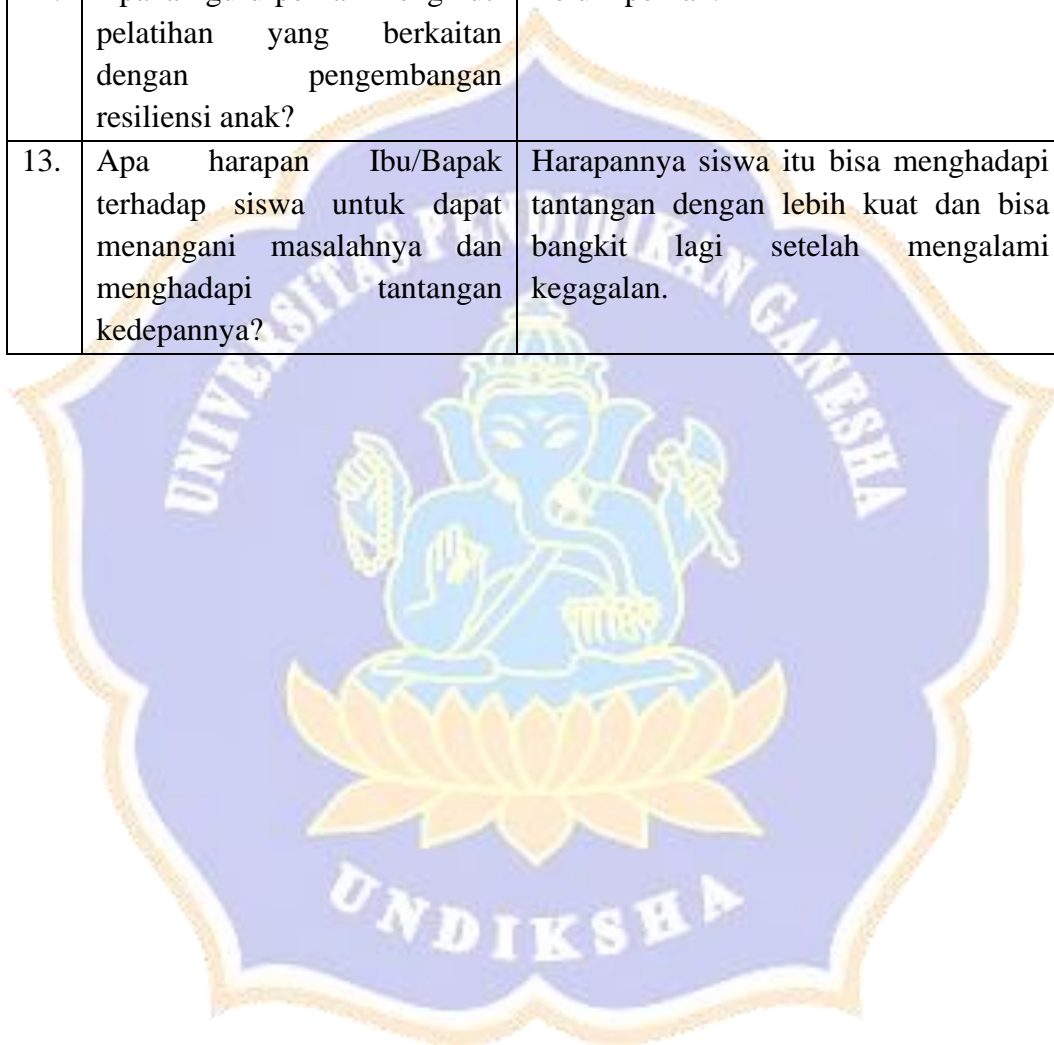 pelatihan yang berkaitan
dengan pengembangan
resiliensi anak?
13. Apa harapan Ibu/Bapak
terhadap siswa untuk dapat
menangani masalahnya dan
menghadapi tantangan
kedepannya?
Harapannya siswa itu bisa menghadapi
tantangan dengan lebih kuat dan bisa
bangkit lagi setelah mengalami
kegagalan.
UNIVERSITAS PENDIDIKAN GANESHA
UNDIKSHA